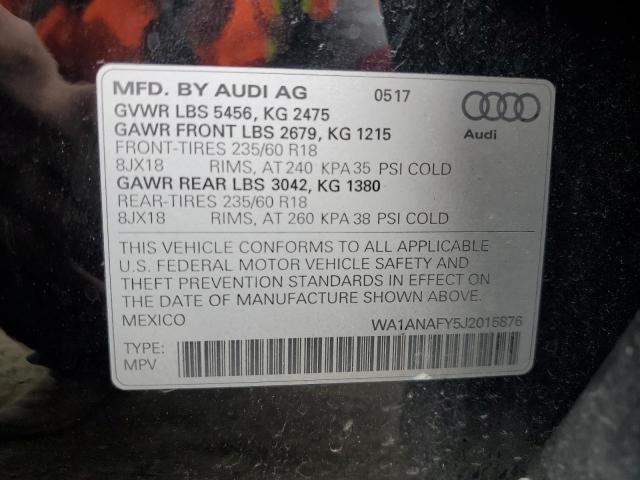 MFD. BY AUDI AG 0517
GVWR LBS 5456, KG 2475
GAWR FRONT LBS 2679, KG 1215
Audi
FRONT-TIRES 235/60 R18
8JX18 RIMS, AT 240 KPA 35 PSI COLD
GAWR REAR LBS 3042, KG 1380
REAR-TIRES 235/60 R18
8JX18 RIMS, AT 260 KPA 38 PSI COLD
THIS VEHICLE CONFORMS TO ALL APPLICABLE
U.S. FEDERAL MOTOR VEHICLE SAFETY AND
THEFT PREVENTION STANDARDS IN EFFECT ON
THE DATE OF MANUFACTURE SHOWN ABOVE.
MEXICO WA1ANAFY5J2015876
TYPE:
MPV